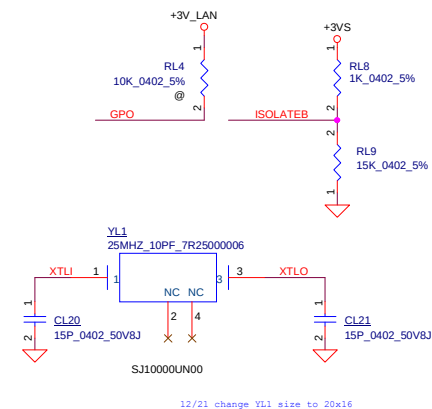 +3V_LAN
+3VS
1
1
RL4
10K_0402_5%
@
2
RL8
1K_0402_5%
2
GPO
ISOLATEB
2
RL9
15K_0402_5%
1
YL1
25MHZ_10PF_7R25000006
XTLI
1
1
3
3
XTLO
NC
NC
2
4
1
CL20
2
15P_0402_50V8J
1
CL21
2
15P_0402_50V8J
SJ10000UN00
12/21 change YL1 size to 20x16